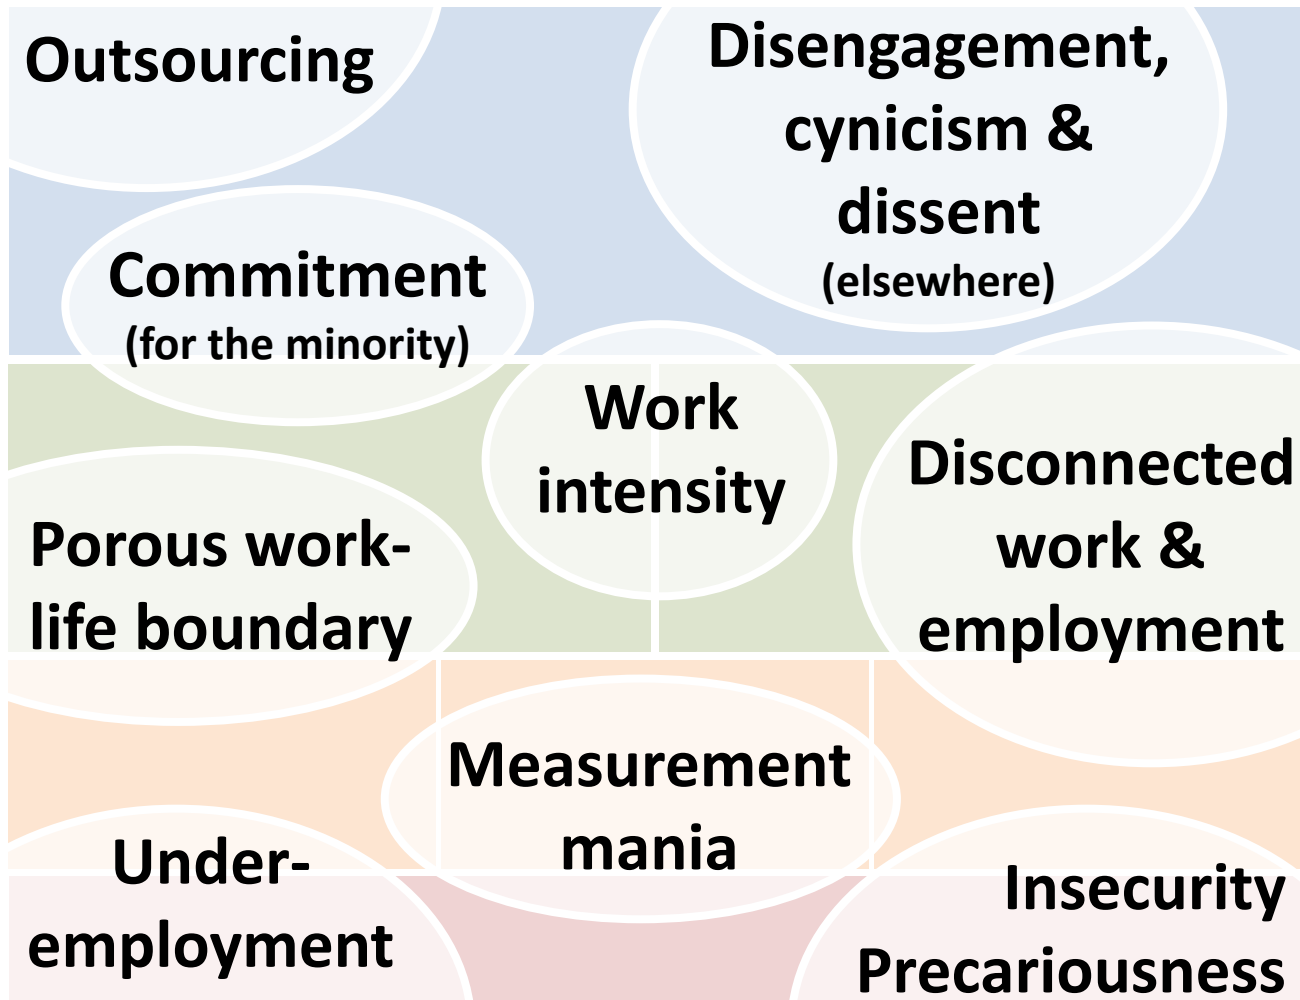 Outsourcing
Disengagement,
cynicism &
dissent
(elsewhere)
Commitment
(for the minority)
Work
intensity
Disconnected
work &
employment
Porous work-
life boundary
Measurement
mania
Under-
employment
Insecurity
Precariousness